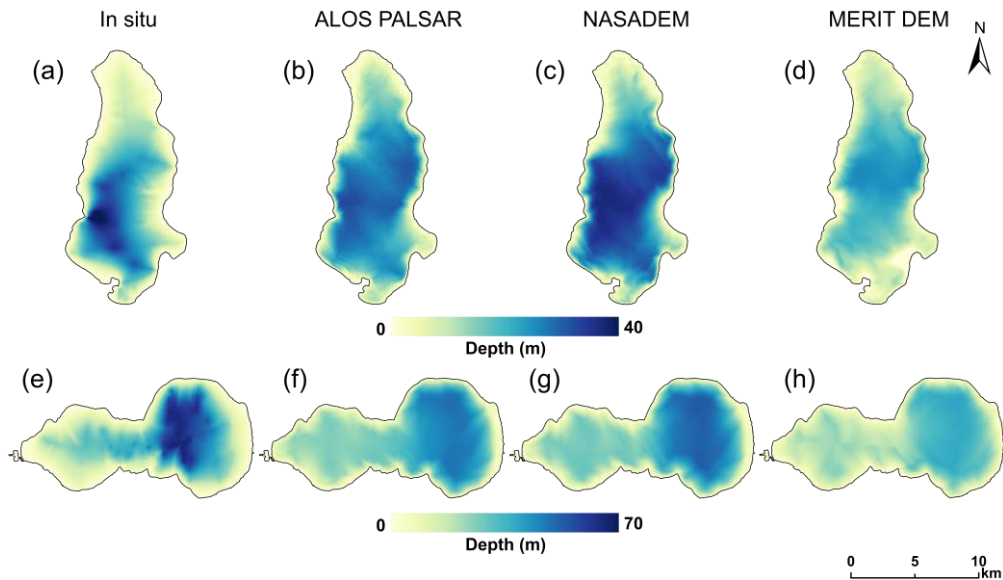 In situ ALOS PALSAR NASADEM MERIT DEM
N
(a) (b) (c) (d)
0 40
Depth (m)
(e) (f) (g) (h)
0 70
Depth (m)
0 5 10
km